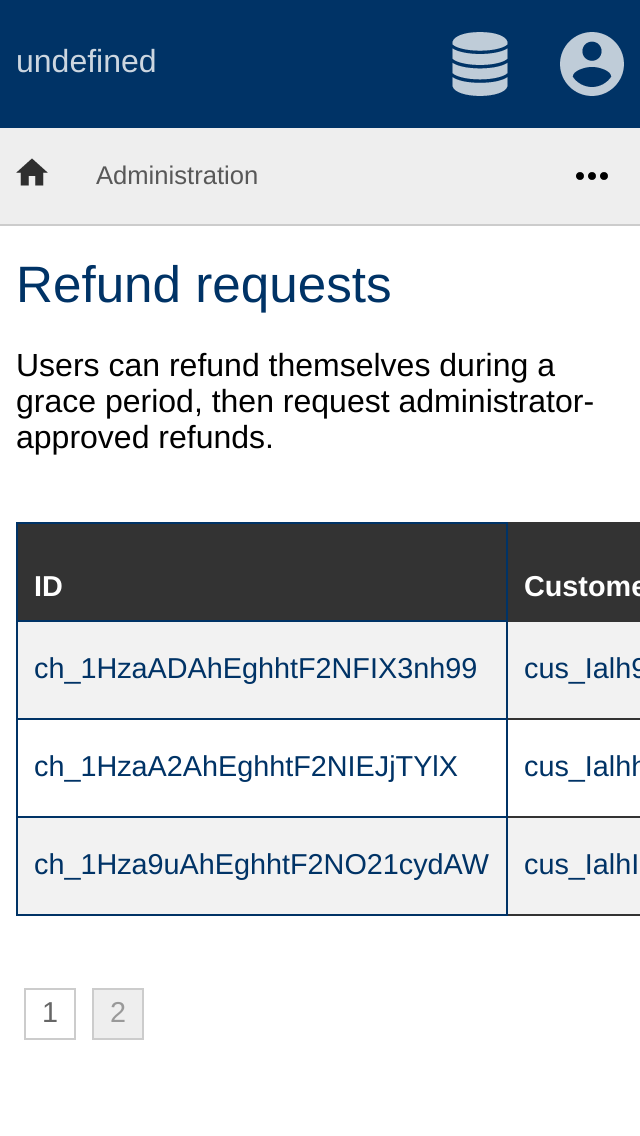 undefined
Administration
Refund requests
Users can refund themselves during a
grace period, then request administrator-
approved refunds.
ID Custome
ch_1HzaADAhEghhtF2NFIX3nh99 cus_Ialh9
ch_1HzaA2AhEghhtF2NIEJjTYlX cus_Ialhh
ch_1Hza9uAhEghhtF2NO21cydAW cus_IalhI
1 2